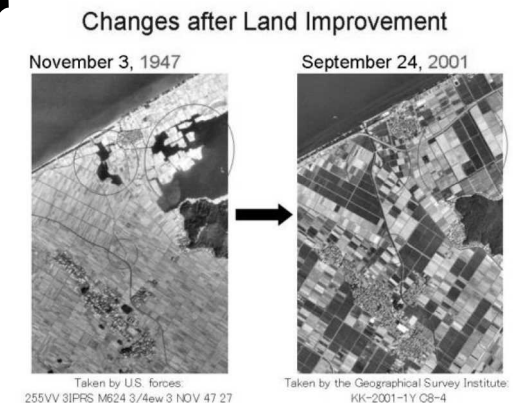 Changes after Land Improvement
November 3, 1947
September 24, 2001
Taken by U.S. forces:
255VV 3IPRS M624 3/4ew 3 NOV 47 27
Taken by the Geographical Survey Institute:
KK-2001-1Y C8-4